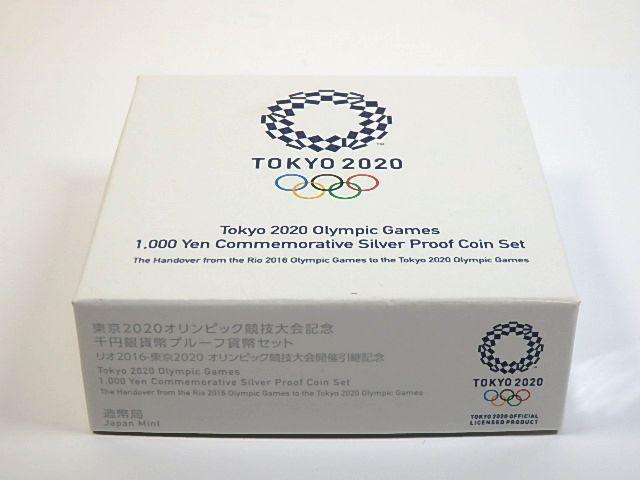 TOKYO 2020
Tokyo 2020 Olympic Games
1,000 Yen Commemorative Silver Proof Coin Set
The Handover from the Rio 2016 Olympic Games to the Tokyo 2020 Olympic Games
東京2020オリンピック競技大会記念
千円銀貨幣プルーフ貨幣セット
リオ2016-東京2020 オリンピック競技大会開催引継記念
Tokyo 2020 Olympic Games
1,000 Yen Commemorative Silver Proof Coin Set
The Handover from the Rio 2016 Olympic Games to the Tokyo 2020 Olympic Games
造幣局
Japan Mint
TOKYO 2020
TOKYO 2020 OFFICIAL
LICENSED PRODUCT